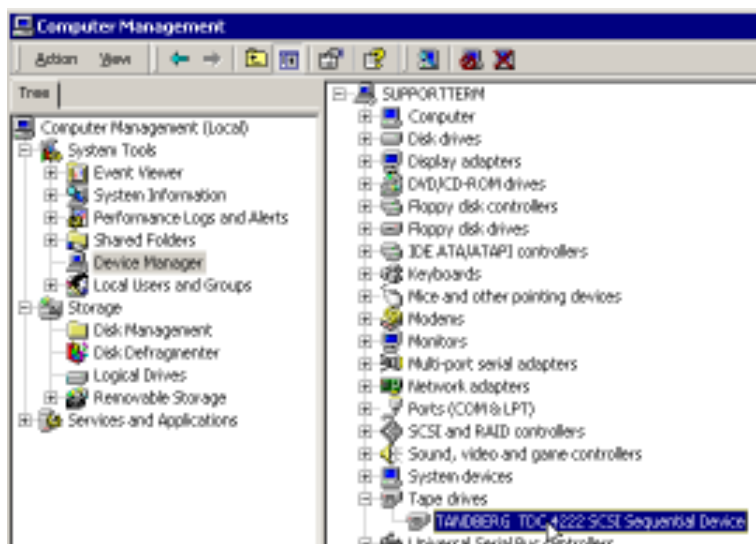 Computer Management
Action View
Tree
Computer Management (Local)
System Tools
Event Viewer
System Information
Performance Logs and Alerts
Shared Folders
Device Manager
Local Users and Groups
Storage
Disk Management
Disk Defragmenter
Logical Drives
Removable Storage
Services and Applications
SUPPORTTERM
Computer
Disk drives
Display adapters
DVD/CD-ROM drives
Floppy disk controllers
Floppy disk drives
IDE ATA/ATAPI controllers
Keyboards
Mice and other pointing devices
Modems
Monitors
Multi-port serial adapters
Network adapters
Ports (COM & LPT)
SCSI and RAID controllers
Sound, video and game controllers
System devices
Tape drives
TANDBERG TDC 4222 SCSI Sequential Device
Universal Serial Bus controllers